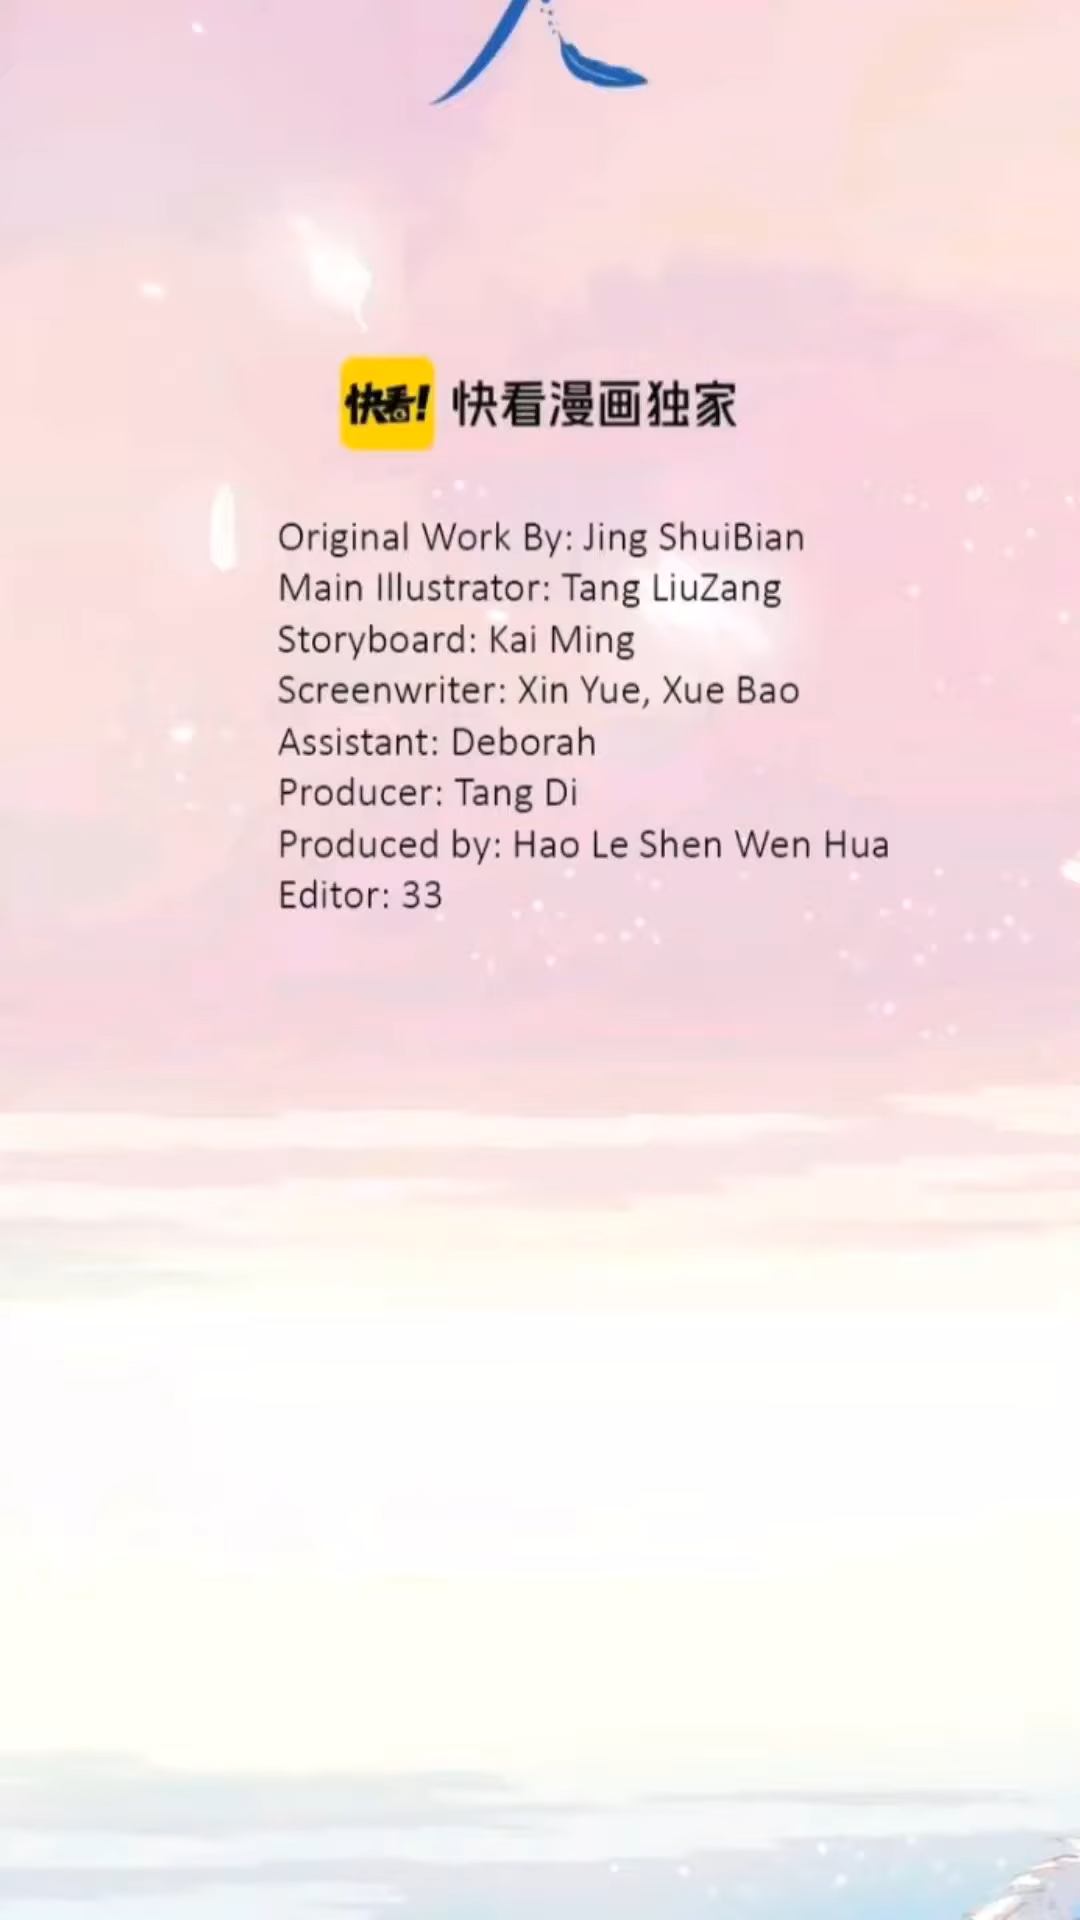 快看! 快看漫画独家
Original Work By: Jing ShuiBian
Main Illustrator: Tang LiuZang
Storyboard: Kai Ming
Screenwriter: Xin Yue, Xue Bao
Assistant: Deborah
Producer: Tang Di
Produced by: Hao Le Shen Wen Hua
Editor: 33